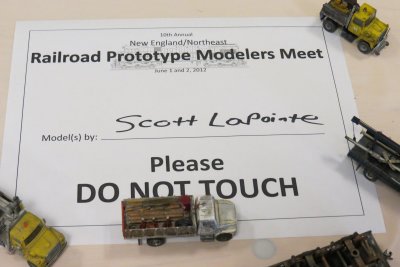 10th Annual
New England/Northeast
Railroad Prototype Modelers Meet
June 1 and 2, 2012
Model(s) by: Scott LaPointe
Please
DO NOT TOUCH